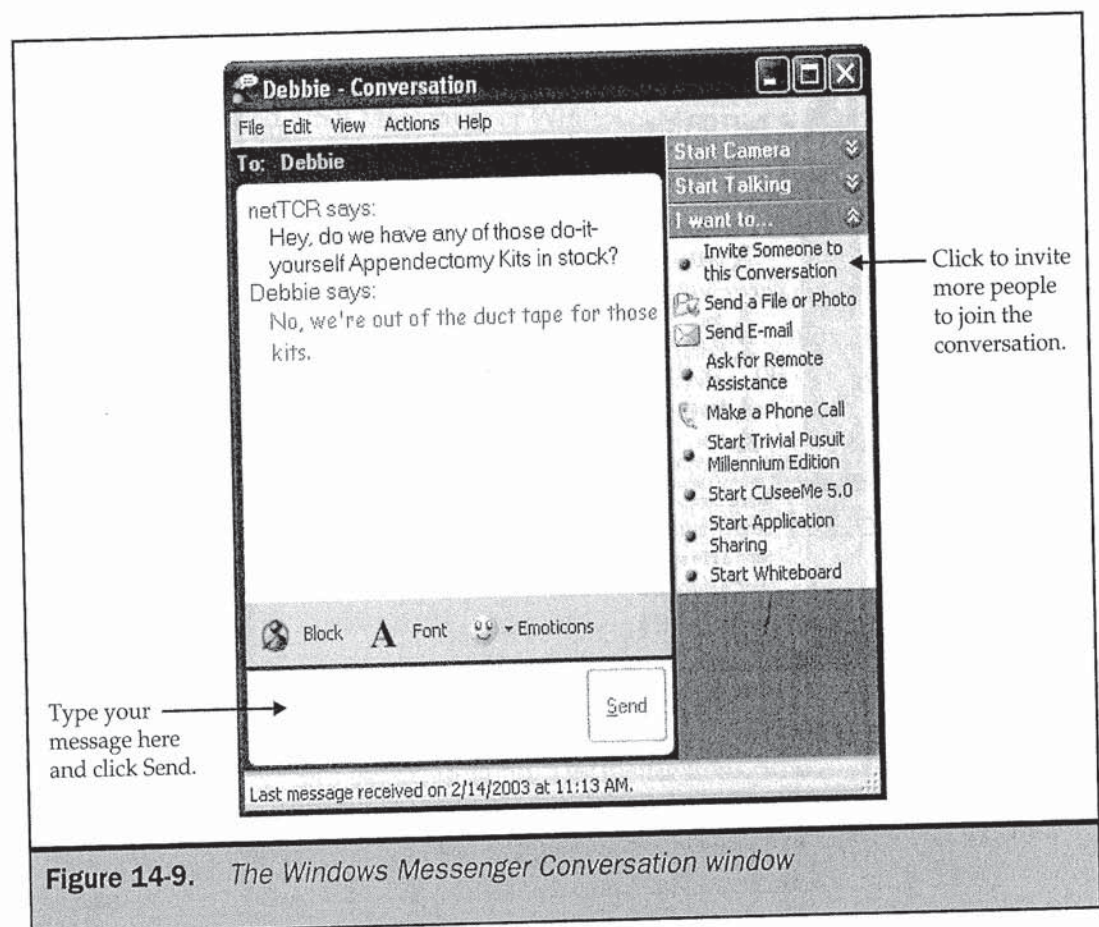 Debbie - Conversation
File Edit View Actions Help
To: Debbie
netTCR says:
Hey, do we have any of those do-it-
yourself Appendectomy Kits in stock?
Debbie says:
No, we're out of the duct tape for those
kits.
Start Camera
Start Talking
I want to...
Invite Someone to
this Conversation
Send a File or Photo
Send E-mail
Ask for Remote
Assistance
Make a Phone Call
Start Trivial Pusuit
Millennium Edition
Start CUseeMe 5.0
Start Application
Sharing
Start Whiteboard
Click to invite
more people
to join the
conversation.
Block A Font Emoticons
Send
Type your
message here
and click Send.
Last message received on 2/14/2003 at 11:13 AM.
Figure 14-9. The Windows Messenger Conversation window